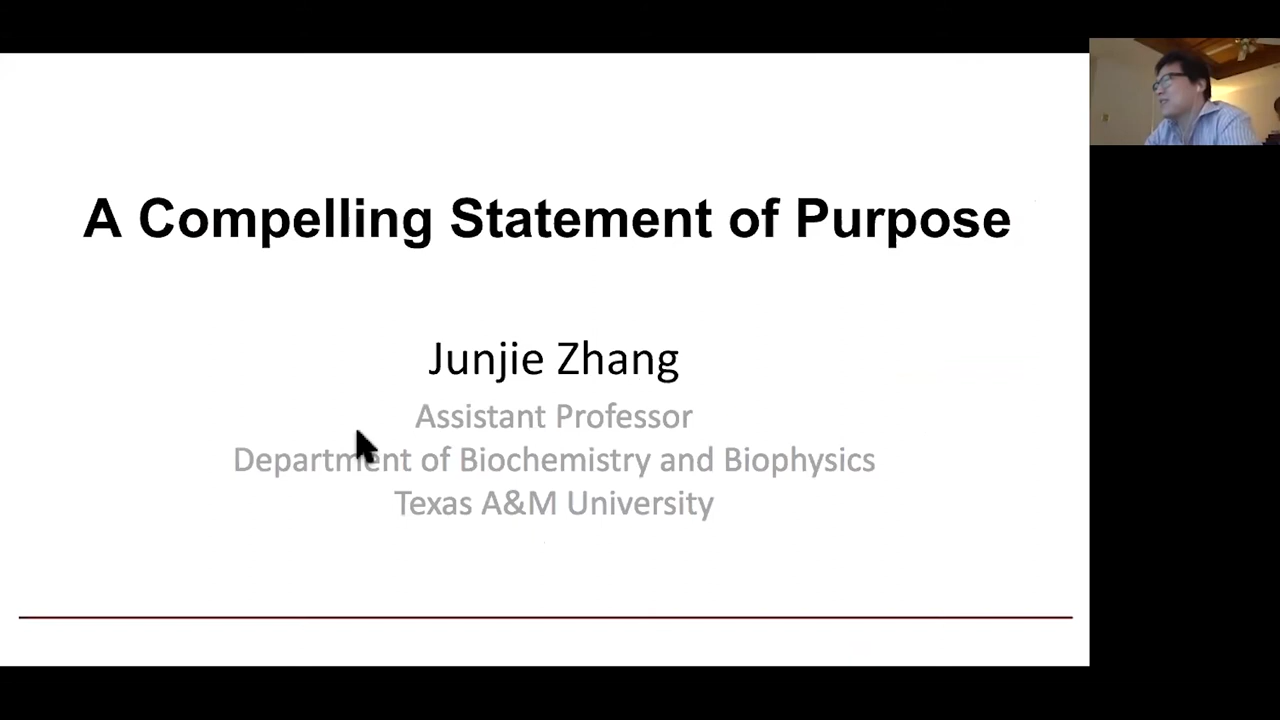 A Compelling Statement of Purpose
Junjie Zhang
Assistant Professor
Department of Biochemistry and Biophysics
Texas A&M University